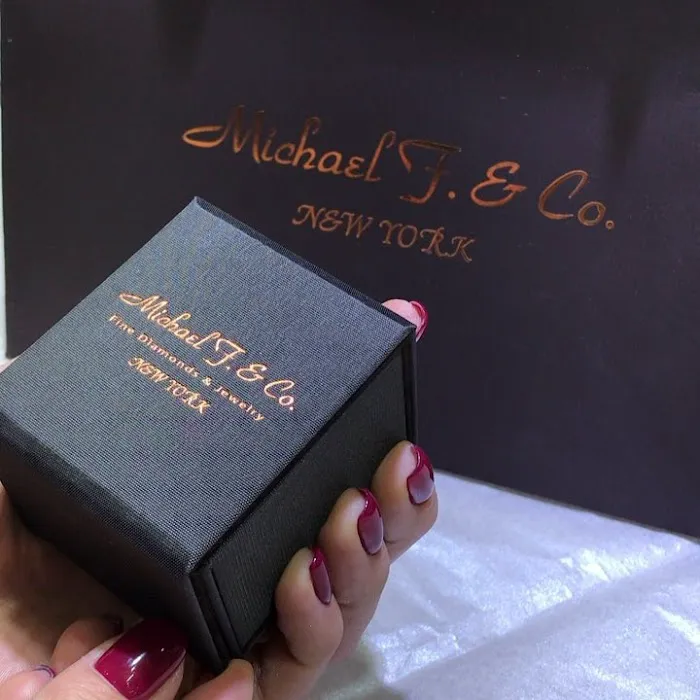 Michael F. & Co.
NEW YORK
Michael F. & Co.
Fine Diamonds & Jewelry
NEW YORK